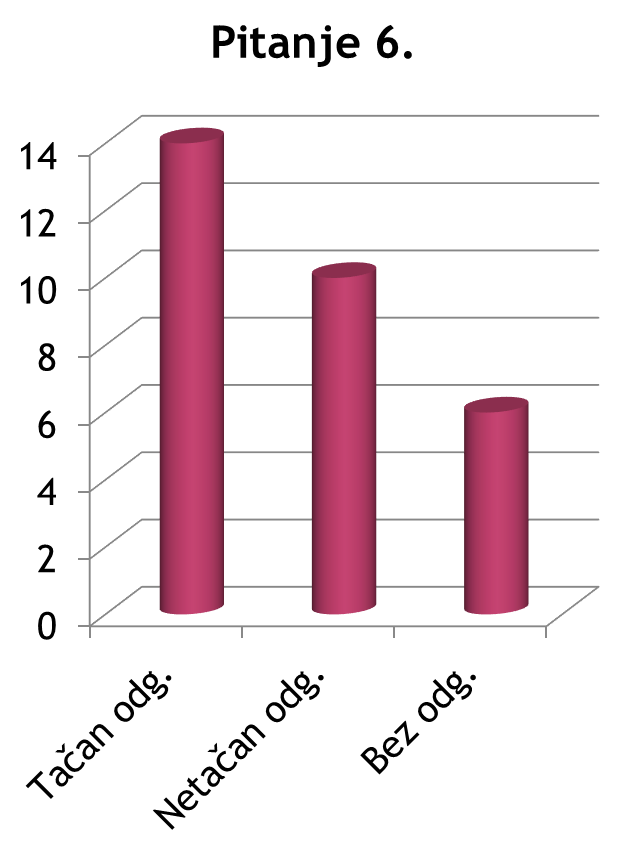 Pitanje 6.
14
12
10
8
6
4
2
0
Tačan odg.
Netačan odg.
Bez odg.